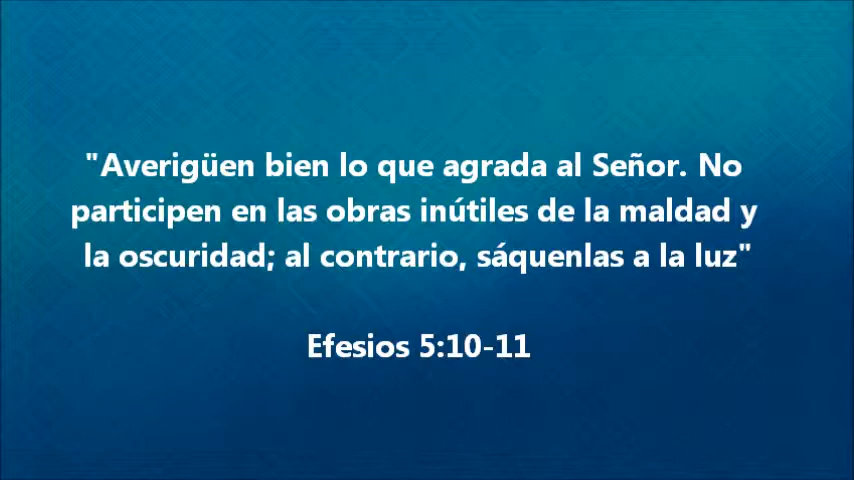 "Averigüen bien lo que agrada al Señor. No
participen en las obras inútiles de la maldad y
la oscuridad; al contrario, sáquenlas a la luz"
Efesios 5:10-11